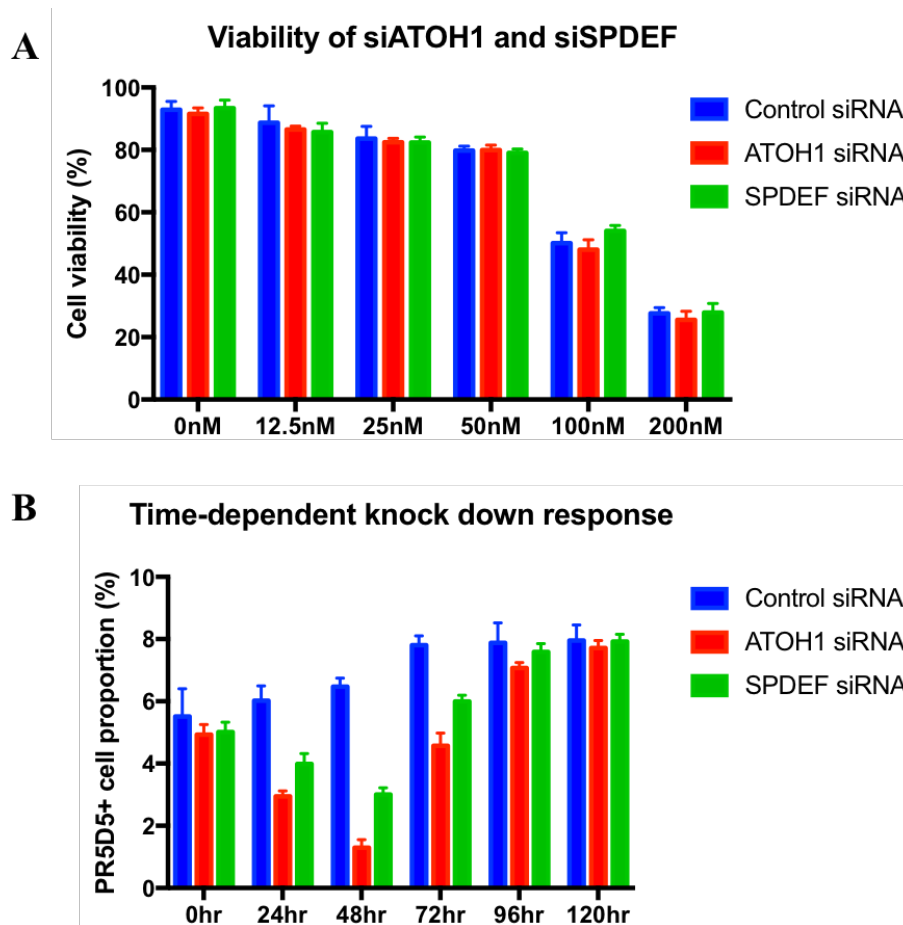 A
Viability of siATOH1 and siSPDEF
Cell viability (%)
100
80
60
40
20
0
0nM 12.5nM 25nM 50nM 100nM 200nM
Control siRNA
ATOH1 siRNA
SPDEF siRNA
B
Time-dependent knock down response
PR5D5+ cell proportion (%)
10
8
6
4
2
0
0hr 24hr 48hr 72hr 96hr 120hr
Control siRNA
ATOH1 siRNA
SPDEF siRNA